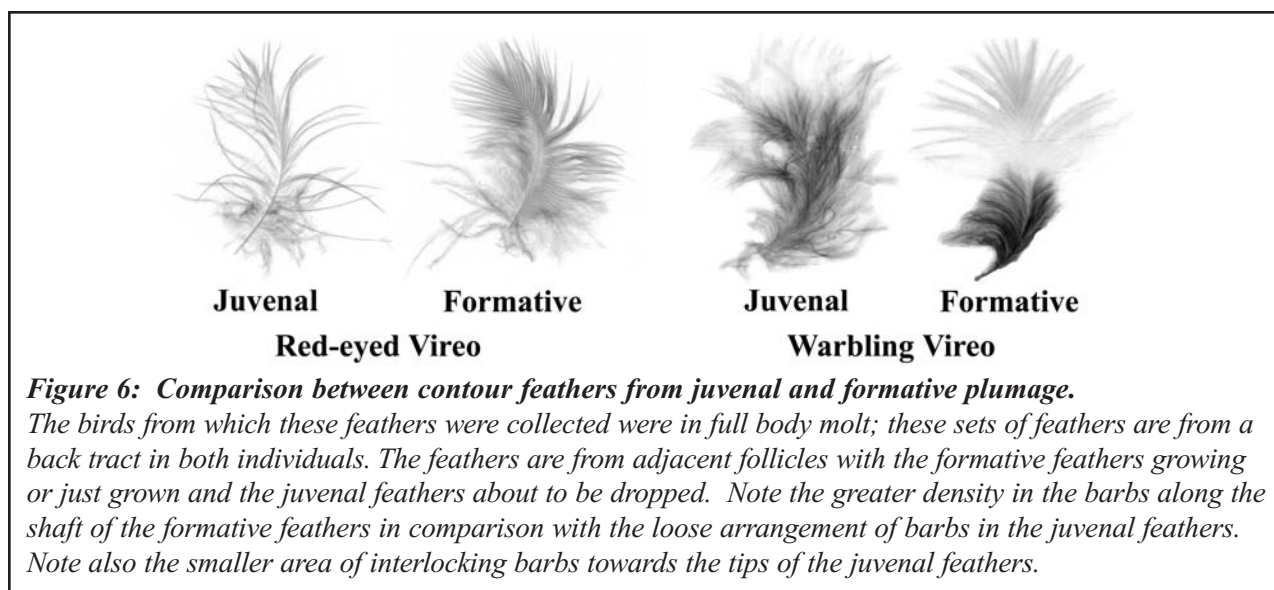 Juvenal Formative Juvenal Formative
Red-eyed Vireo Warbling Vireo
Figure 6: Comparison between contour feathers from juvenal and formative plumage.
The birds from which these feathers were collected were in full body molt; these sets of feathers are from a
back tract in both individuals. The feathers are from adjacent follicles with the formative feathers growing
or just grown and the juvenal feathers about to be dropped. Note the greater density in the barbs along the
shaft of the formative feathers in comparison with the loose arrangement of barbs in the juvenal feathers.
Note also the smaller area of interlocking barbs towards the tips of the juvenal feathers.